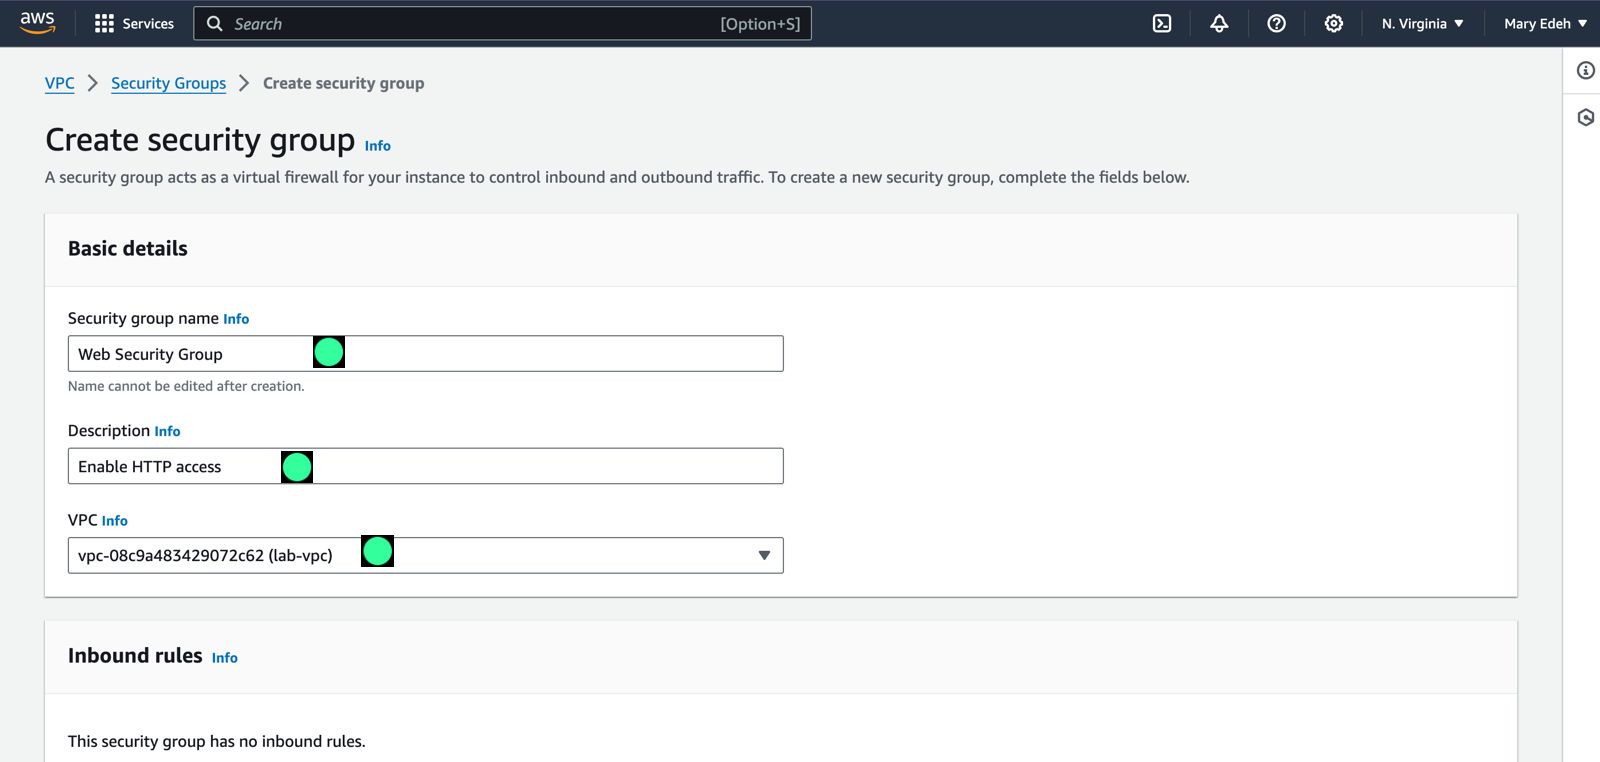 aws Services Search [Option+S] N. Virginia Mary Edeh
VPC Security Groups Create security group
Create security group Info
A security group acts as a virtual firewall for your instance to control inbound and outbound traffic. To create a new security group, complete the fields below.
Basic details
Security group name Info
Web Security Group
Name cannot be edited after creation.
Description Info
Enable HTTP access
VPC Info
vpc-08c9a483429072c62 (lab-vpc)
Inbound rules Info
This security group has no inbound rules.